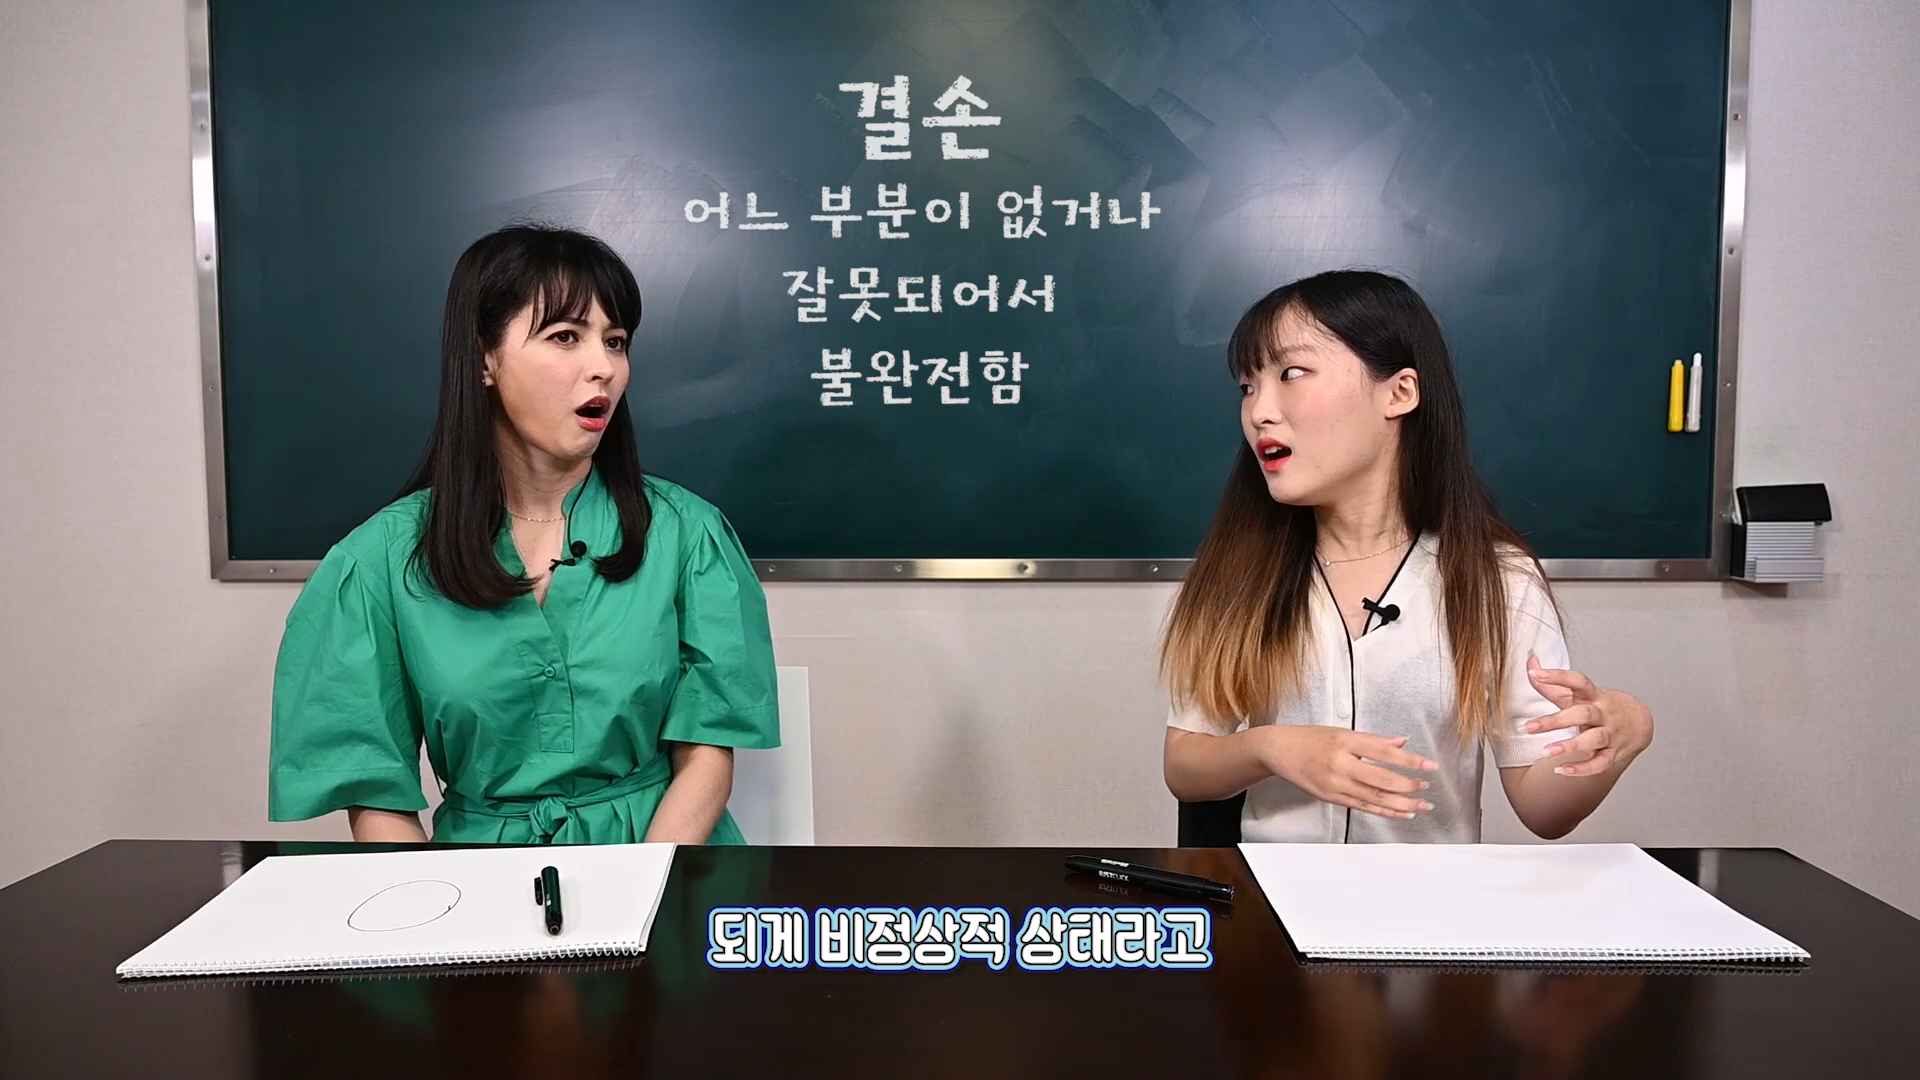 결손
어느 부분이 없거나
잘못되어서
불완전함
되게 비정상적 상태라고